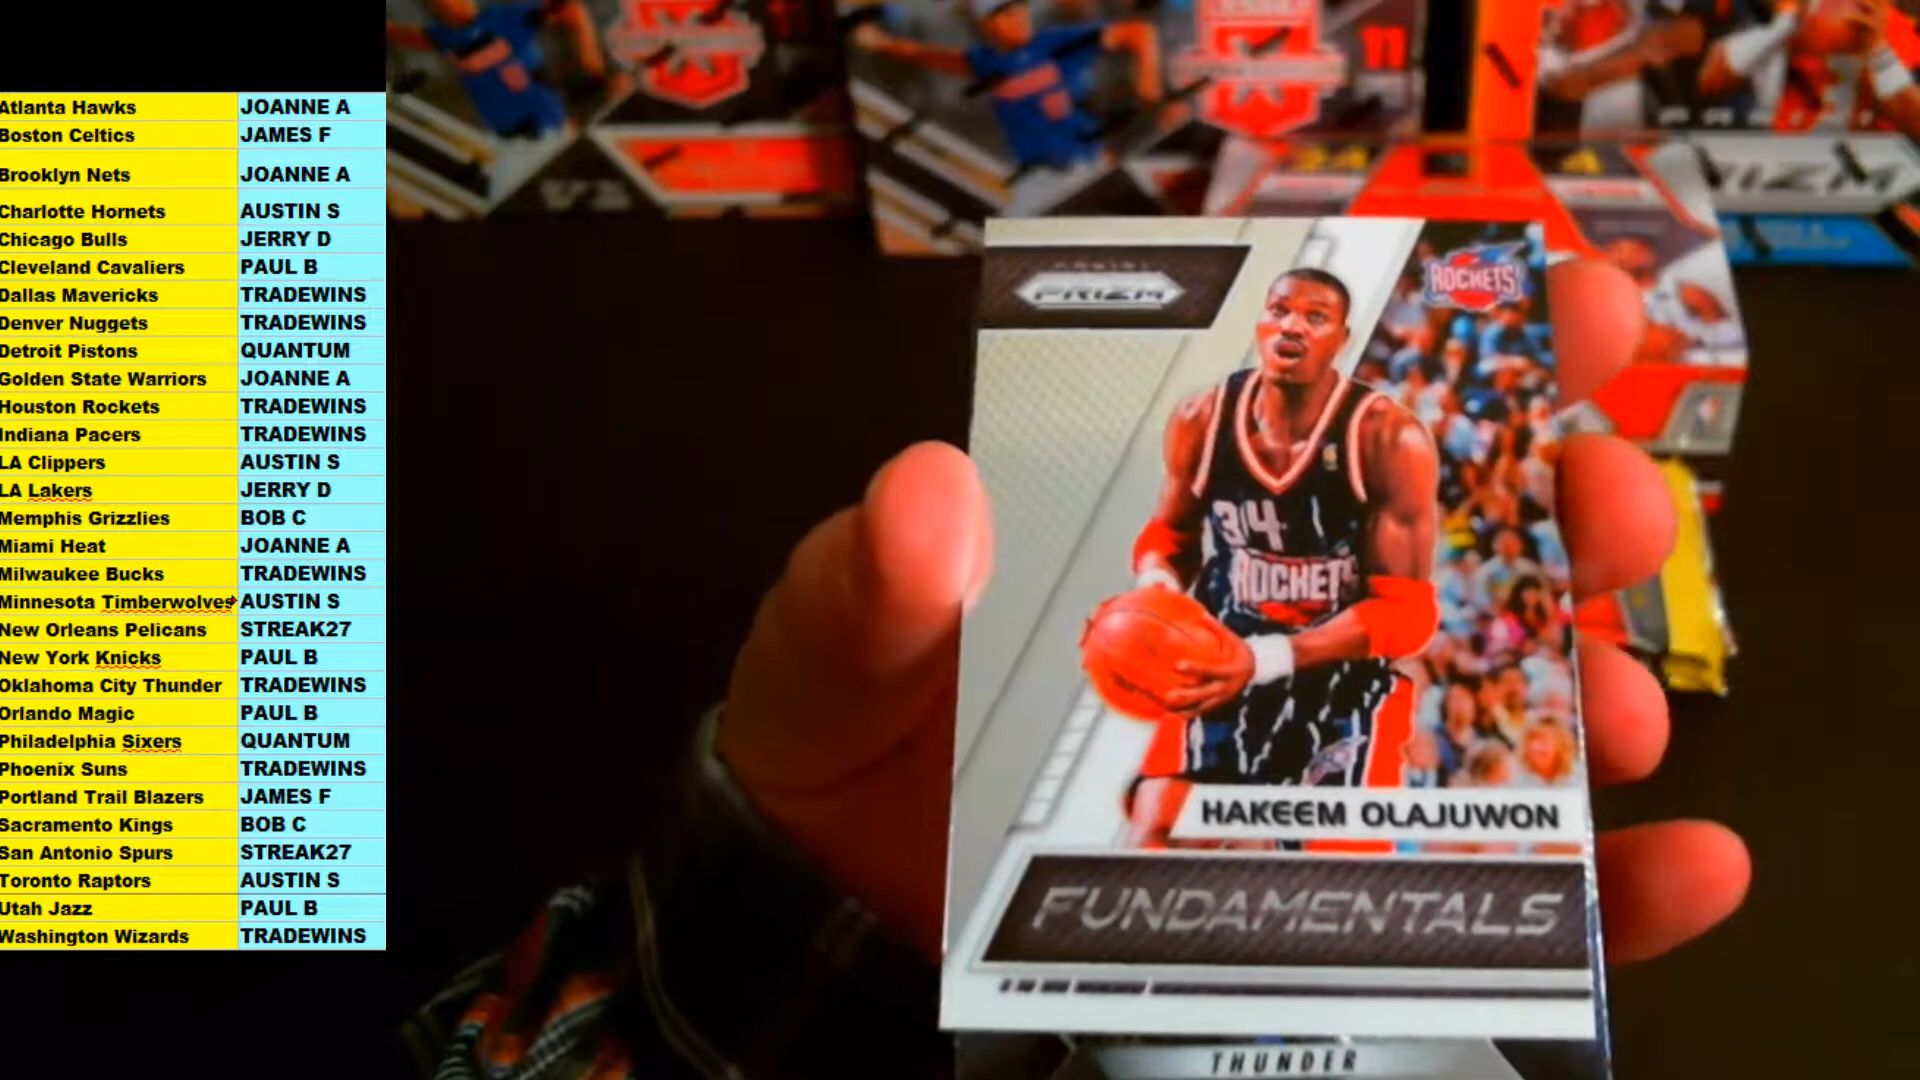 Atlanta Hawks JOANNE A
Boston Celtics JAMES F
Brooklyn Nets JOANNE A
Charlotte Hornets AUSTIN S
Chicago Bulls JERRY D
Cleveland Cavaliers PAUL B
Dallas Mavericks TRADEWINS
Denver Nuggets TRADEWINS
Detroit Pistons QUANTUM
Golden State Warriors JOANNE A
Houston Rockets TRADEWINS
Indiana Pacers TRADEWINS
LA Clippers AUSTIN S
LA Lakers JERRY D
Memphis Grizzlies BOB C
Miami Heat JOANNE A
Milwaukee Bucks TRADEWINS
Minnesota Timberwolves AUSTIN S
New Orleans Pelicans STREAK27
New York Knicks PAUL B
Oklahoma City Thunder TRADEWINS
Orlando Magic PAUL B
Philadelphia Sixers QUANTUM
Phoenix Suns TRADEWINS
Portland Trail Blazers JAMES F
Sacramento Kings BOB C
San Antonio Spurs STREAK27
Toronto Raptors AUSTIN S
Utah Jazz PAUL B
Washington Wizards TRADEWINS
PANINI
PRIZM
ROCKETS
34
ROCKETS
HAKEEM OLAJUWON
FUNDAMENTALS
THUNDER
24
4
PRIZM